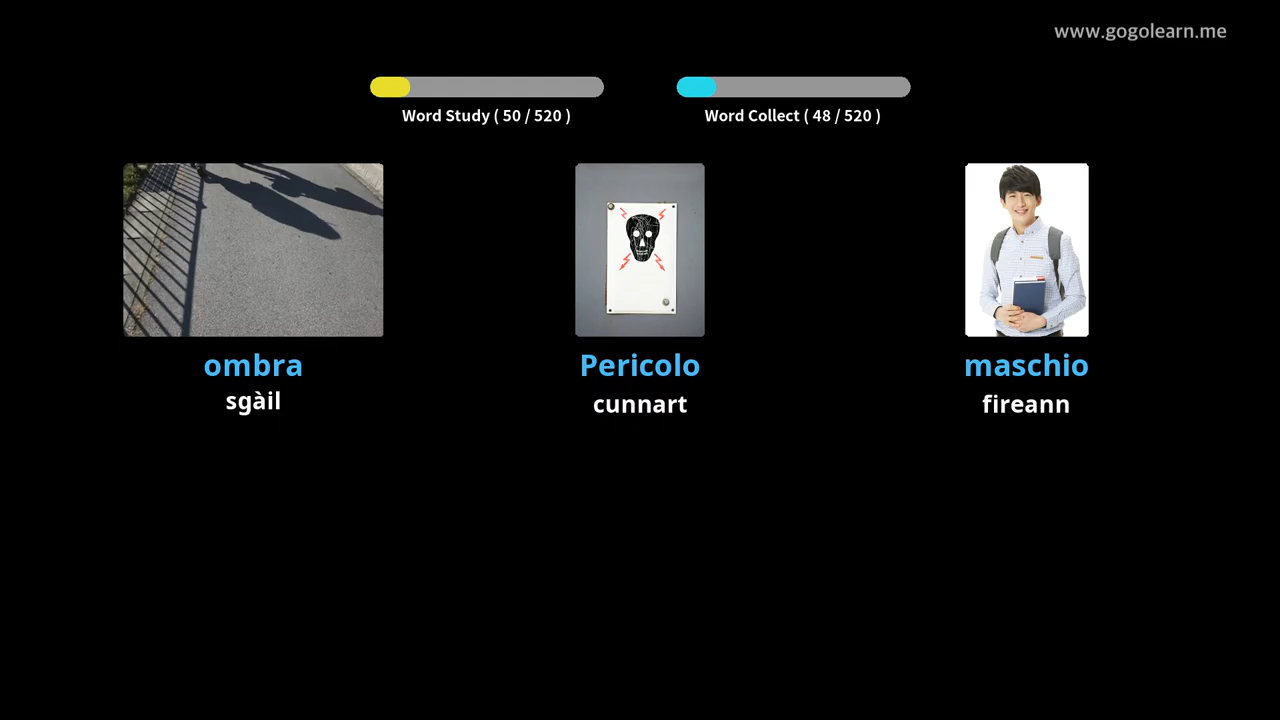 www.gogolearn.me
Word Study ( 50 / 520 )
Word Collect ( 48 / 520 )
ombra
sgàil
Pericolo
cunnart
maschio
fireann